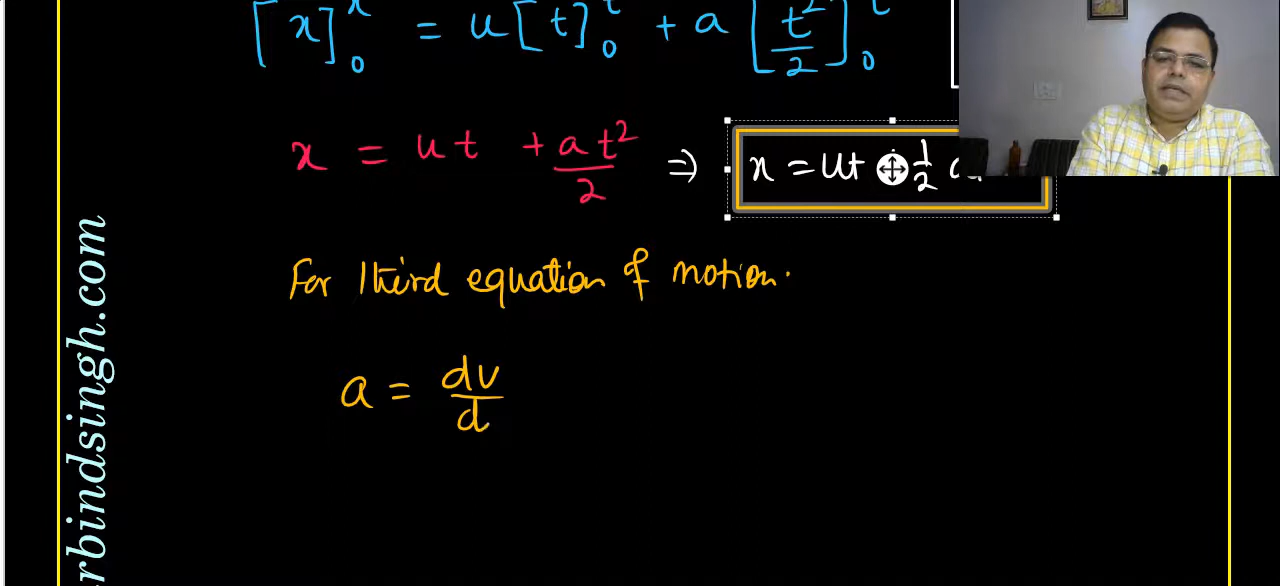 [x]₀ˣ = u[t]₀ᵗ + a[t²/2]₀ᵗ
x = ut + at²/2 ⇒ x = ut + 1/2 a
For third equation of motion.
a = dv/d
rbindsingh.com